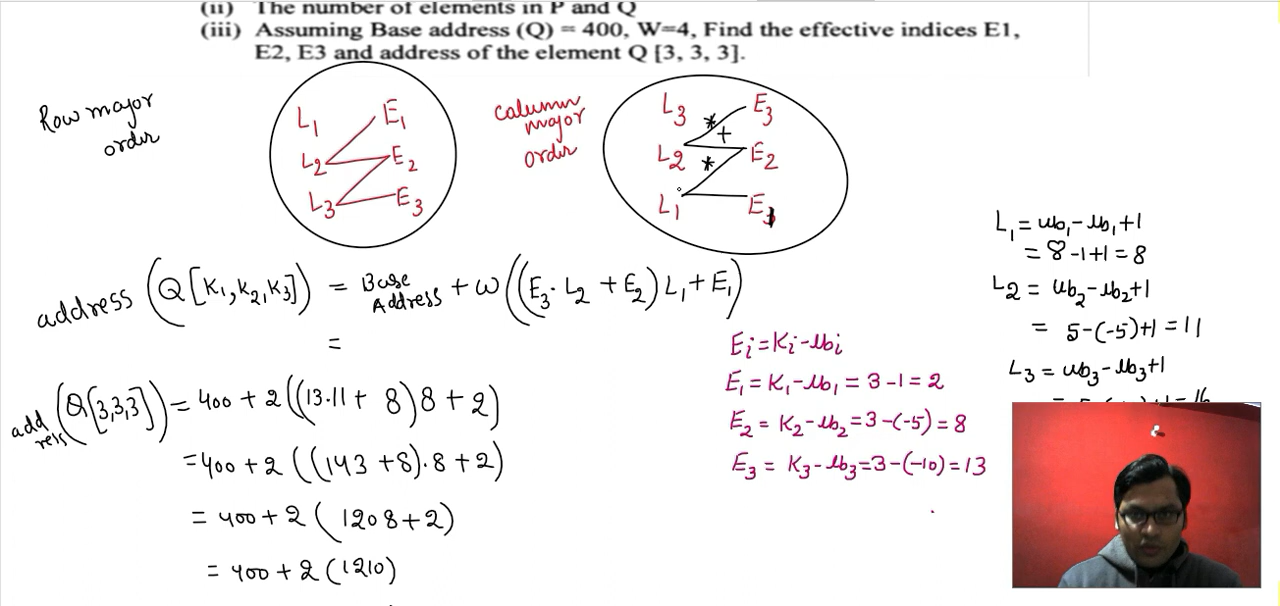 (ii) The number of elements in P and Q
(iii) Assuming Base address (Q) = 400, W=4, Find the effective indices E1,
E2, E3 and address of the element Q [3, 3, 3].
Row major
order
L1 E1
L2 E2
L3 E3
calumn
major
order
L3 * E3
+
L2 * E2
L1
address (Q[K1,K2,K3]) = Base Address + w((E3·L2 + E2)L1 + E1)
=
address (Q[3,3,3]) = 400 + 2((13·11 + 8)8 + 2)
= 400 + 2((143 + 8)·8 + 2)
= 400 + 2(1208 + 2)
= 400 + 2(1210)
Ei = Ki - lbi
E1 = K1 - lb1 = 3 - 1 = 2
E2 = K2 - lb2 = 3 - (-5) = 8
E3 = K3 - lb3 = 3 - (-10) = 13
L1 = ub1 - lb1 + 1
= 8 - 1 + 1 = 8
L2 = ub2 - lb2 + 1
= 5 - (-5) + 1 = 11
L3 = ub3 - lb3 + 1